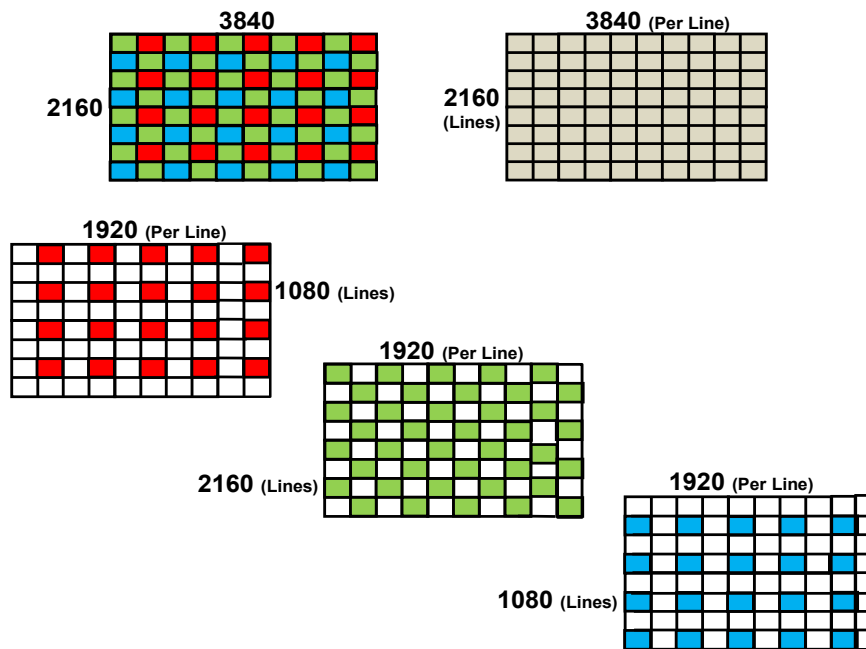 3840
2160
3840 (Per Line)
2160
(Lines)
1920 (Per Line)
1080 (Lines)
1920 (Per Line)
2160 (Lines)
1920 (Per Line)
1080 (Lines)